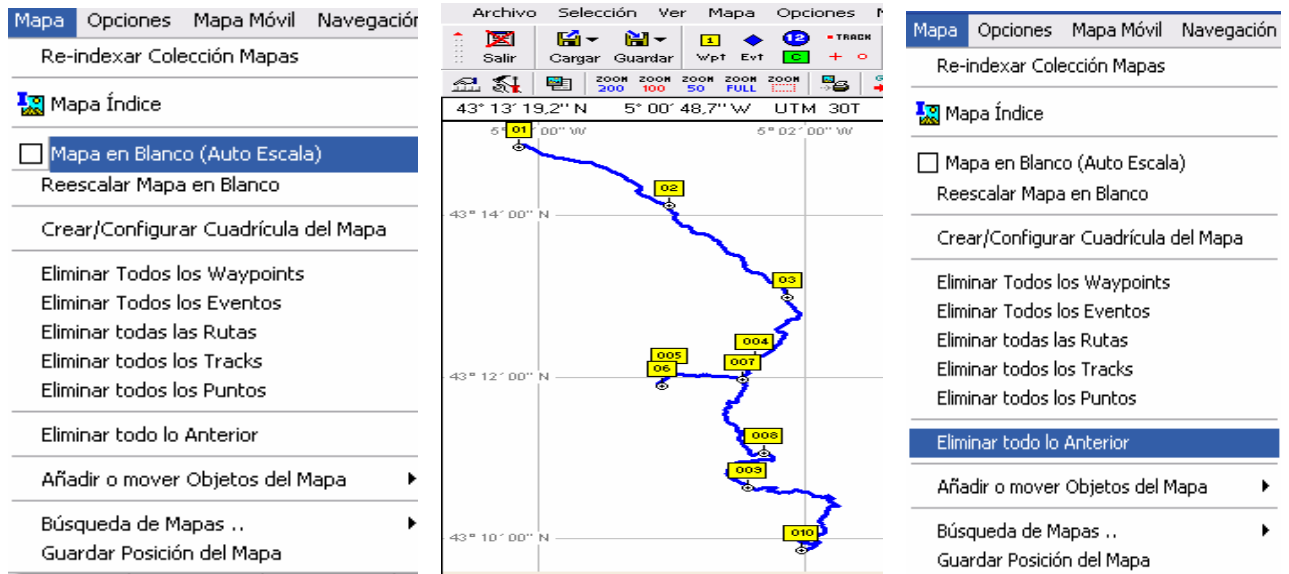 Mapa Opciones Mapa Móvil Navegación
Re-indexar Colección Mapas
Mapa Índice
Mapa en Blanco (Auto Escala)
Reescalar Mapa en Blanco
Crear/Configurar Cuadrícula del Mapa
Eliminar Todos los Waypoints
Eliminar Todos los Eventos
Eliminar todas las Rutas
Eliminar todos los Tracks
Eliminar todos los Puntos
Eliminar todo lo Anterior
Añadir o mover Objetos del Mapa
Búsqueda de Mapas ..
Guardar Posición del Mapa
Archivo Selección Ver Mapa Opciones
1 12 TRACK
Salir Cargar Guardar Wpt Evt C
ZOOM 200 ZOOM 100 ZOOM 50 ZOOM FULL ZOOM
43° 13' 19,2" N 5° 00' 48,7" W UTM 30T
01 00" W 5° 02' 00" W
02
43° 14' 00" N
03
004
005 007
06
43° 12' 00" N
008
009
010
43° 10' 00" N
Mapa Opciones Mapa Móvil Navegación
Re-indexar Colección Mapas
Mapa Índice
Mapa en Blanco (Auto Escala)
Reescalar Mapa en Blanco
Crear/Configurar Cuadrícula del Mapa
Eliminar Todos los Waypoints
Eliminar Todos los Eventos
Eliminar todas las Rutas
Eliminar todos los Tracks
Eliminar todos los Puntos
Eliminar todo lo Anterior
Añadir o mover Objetos del Mapa
Búsqueda de Mapas ..
Guardar Posición del Mapa